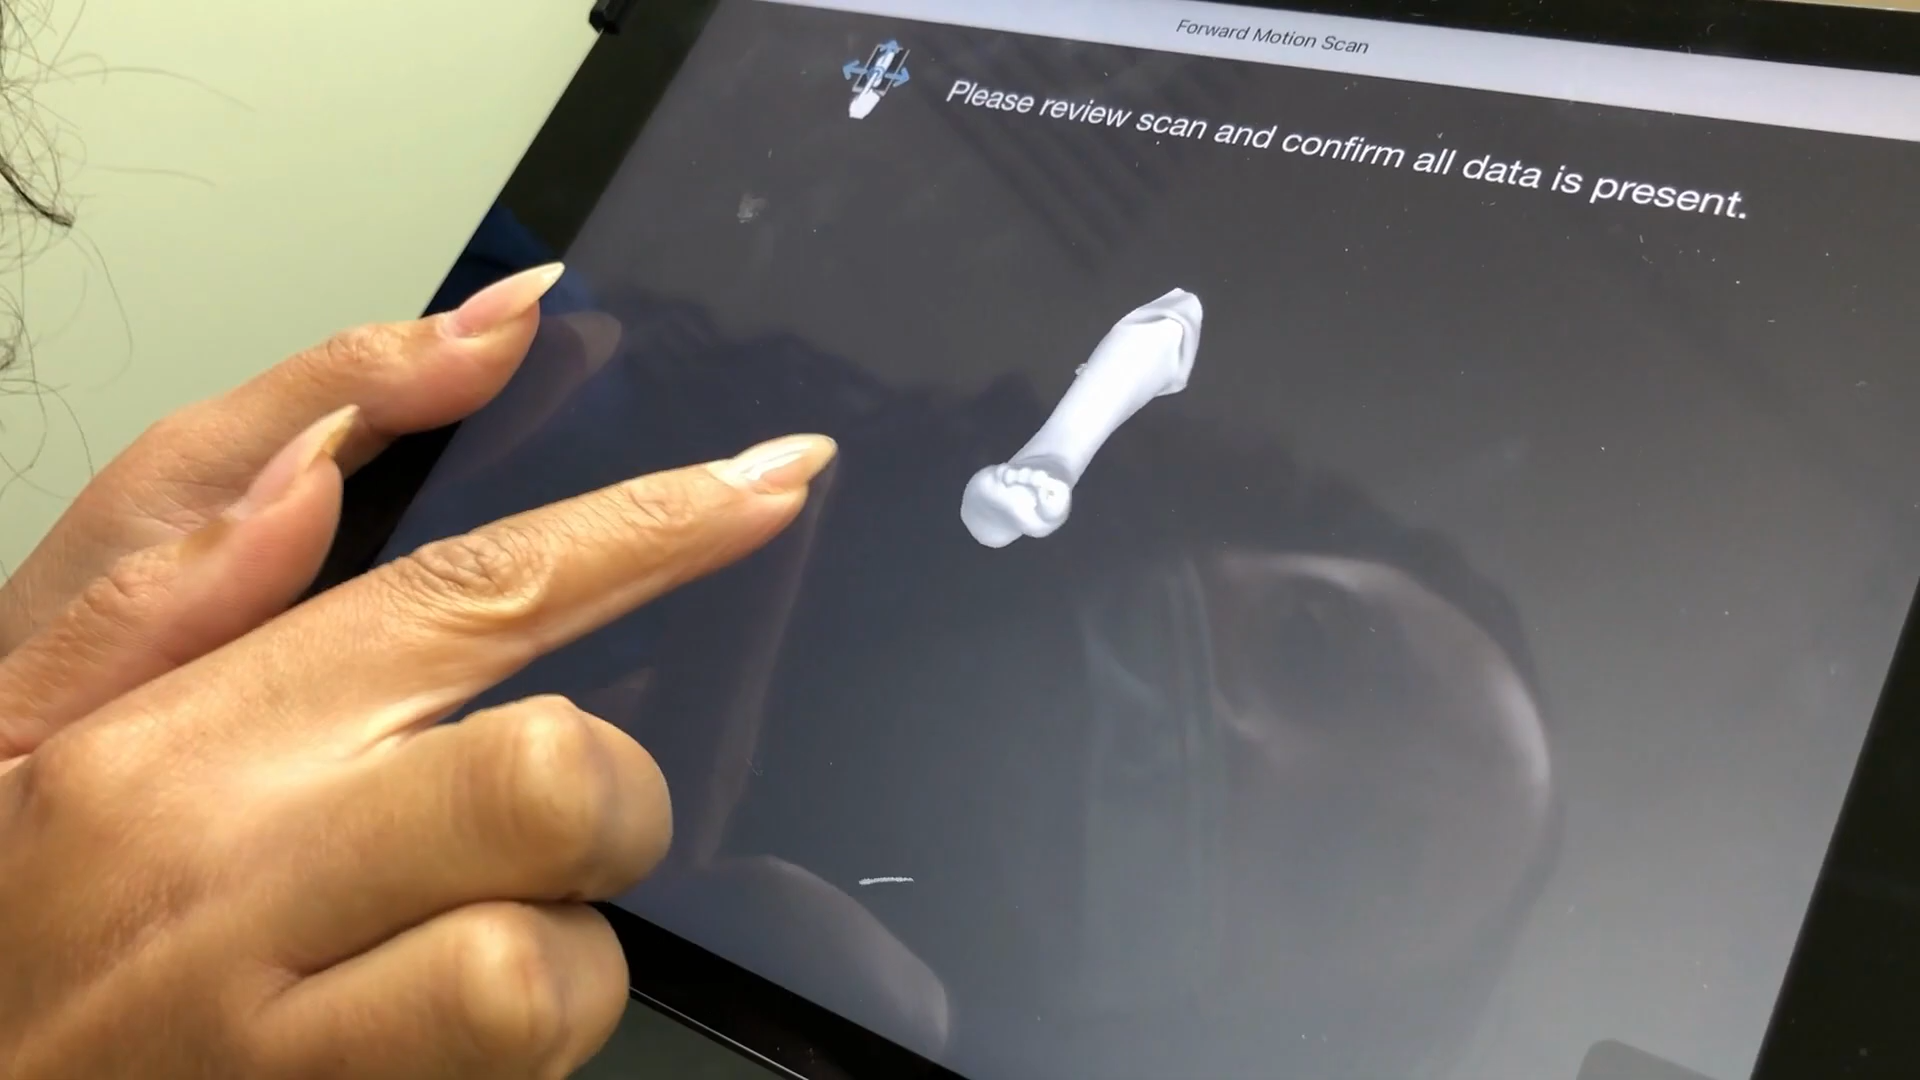 Forward Motion Scan
Please review scan and confirm all data is present.